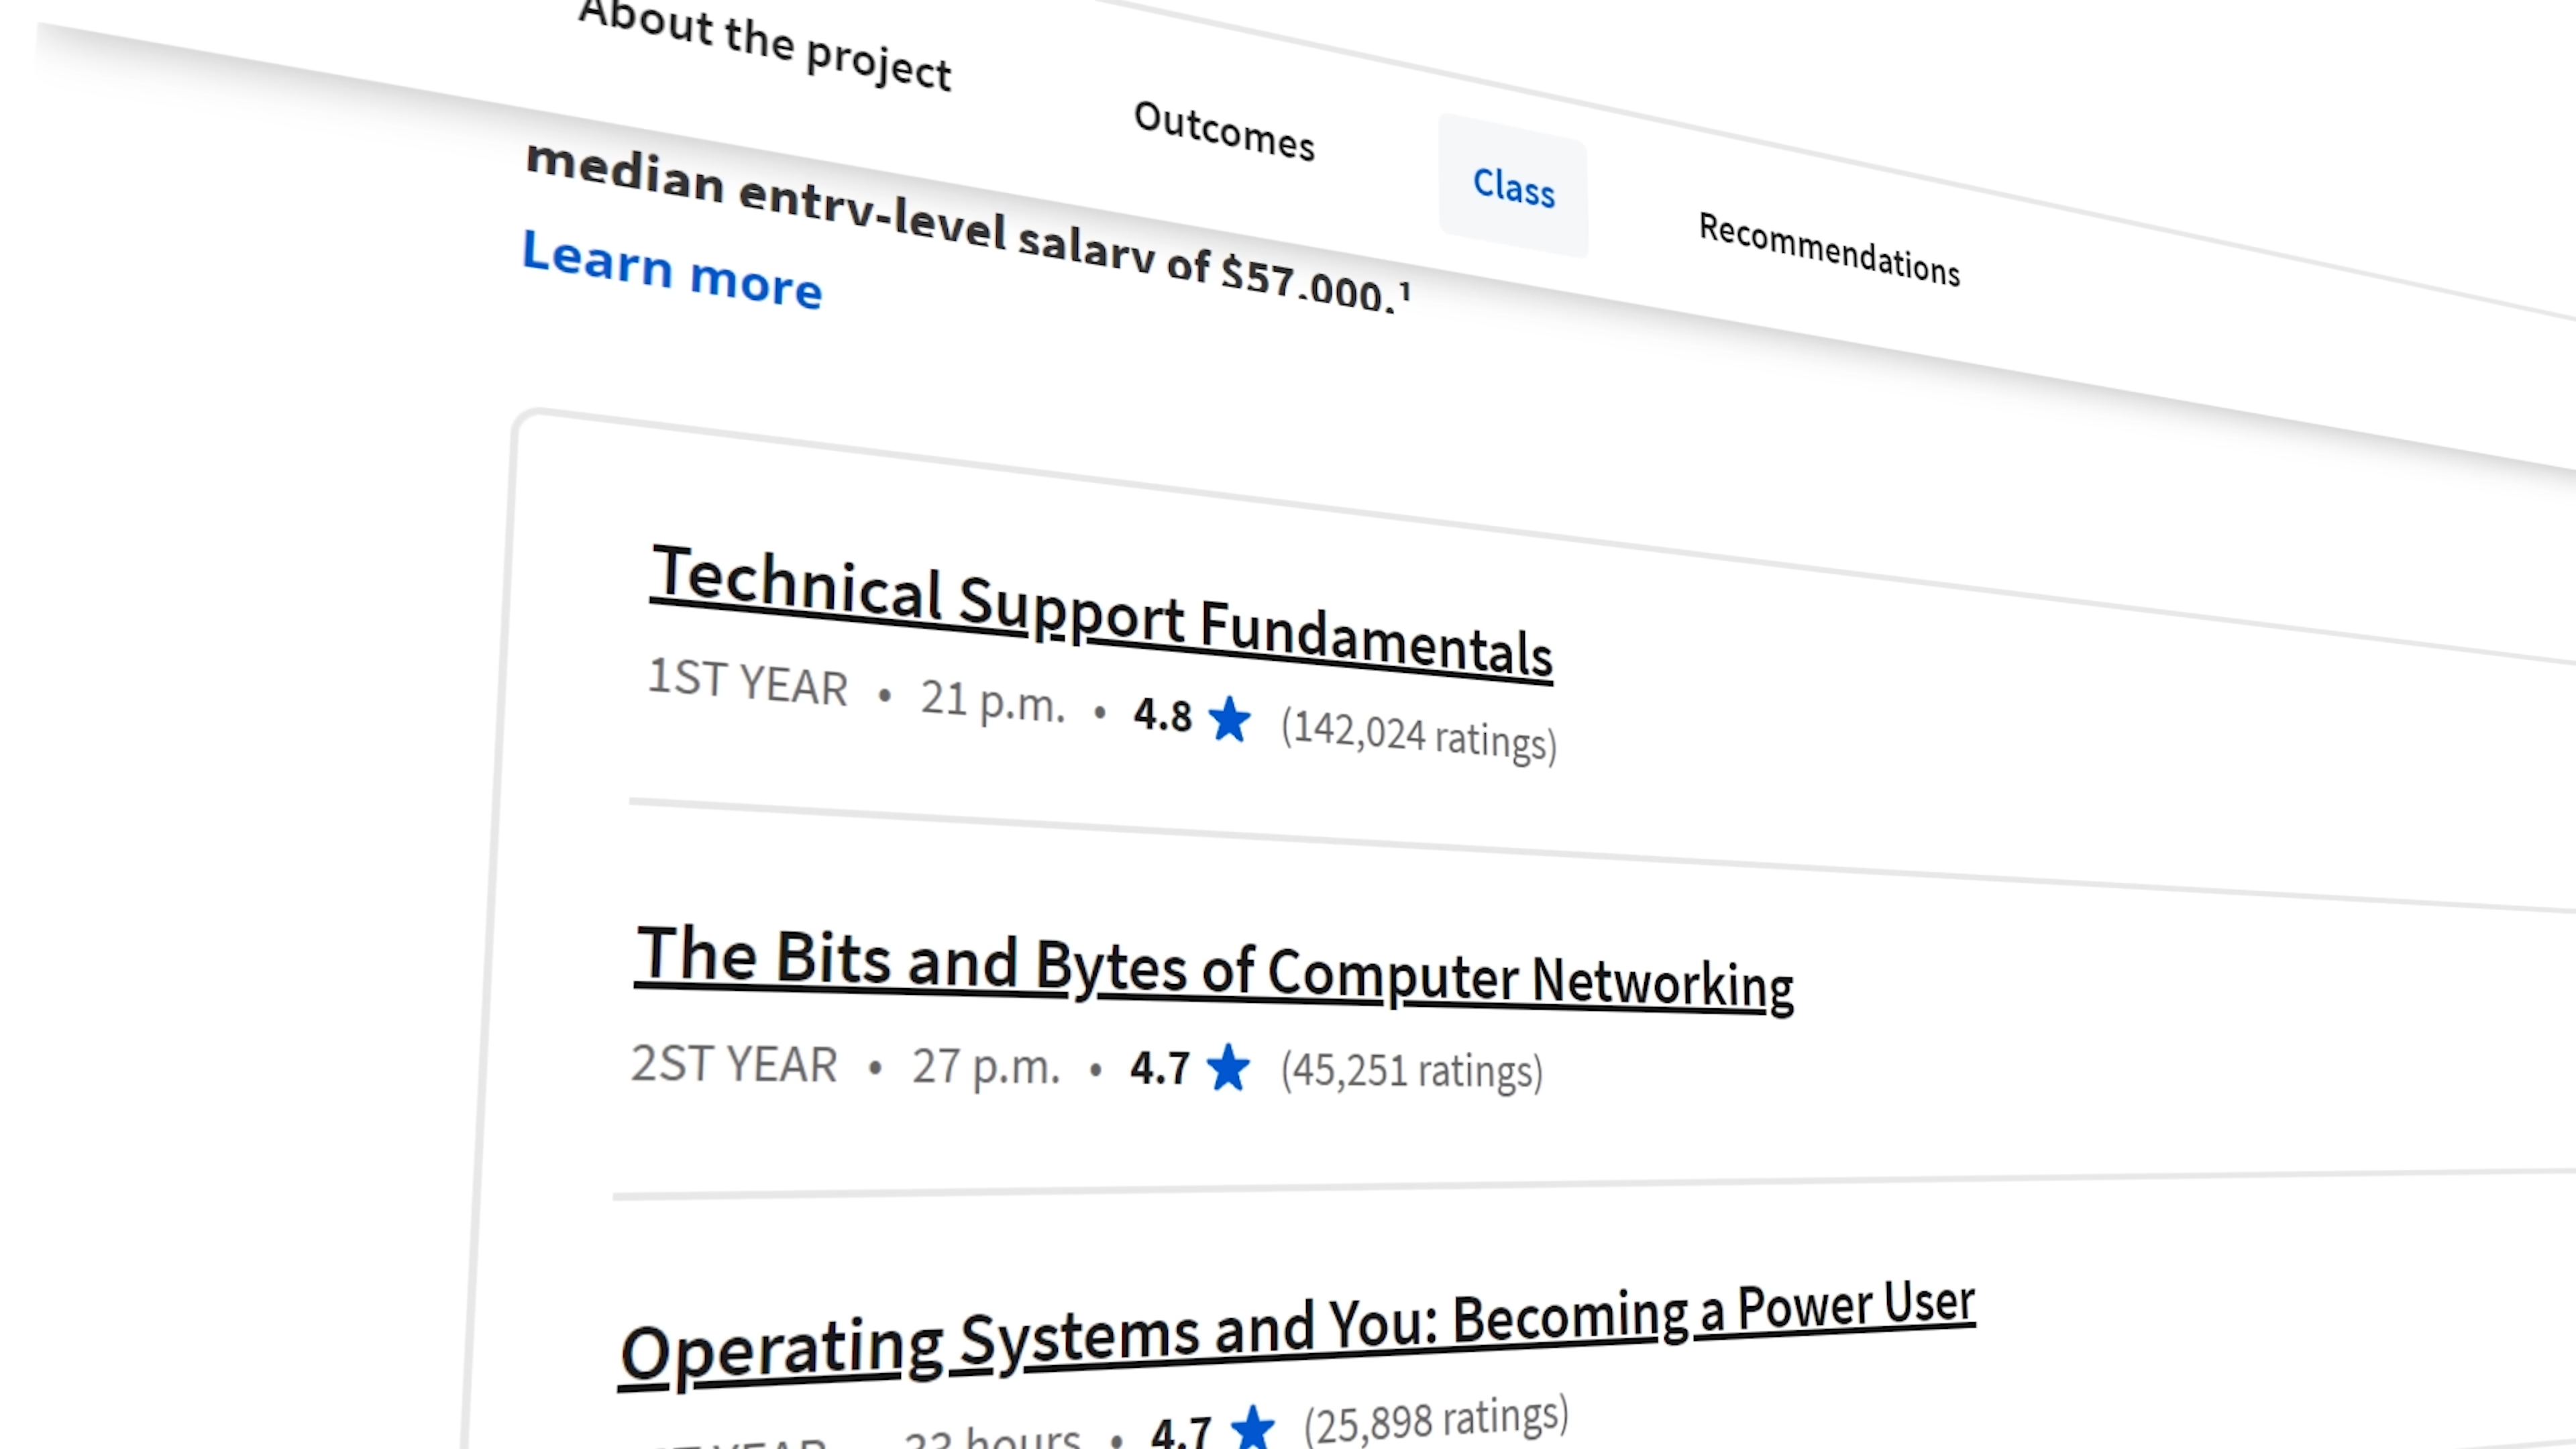 About the project
Outcomes
Class
Recommendations
median entry-level salary of $57,000.¹
Learn more
Technical Support Fundamentals
1ST YEAR • 21 p.m. • 4.8 ★ (142,024 ratings)
The Bits and Bytes of Computer Networking
2ST YEAR • 27 p.m. • 4.7 ★ (45,251 ratings)
Operating Systems and You: Becoming a Power User
YEAR hours • 4.7 ★ (25,898 ratings)